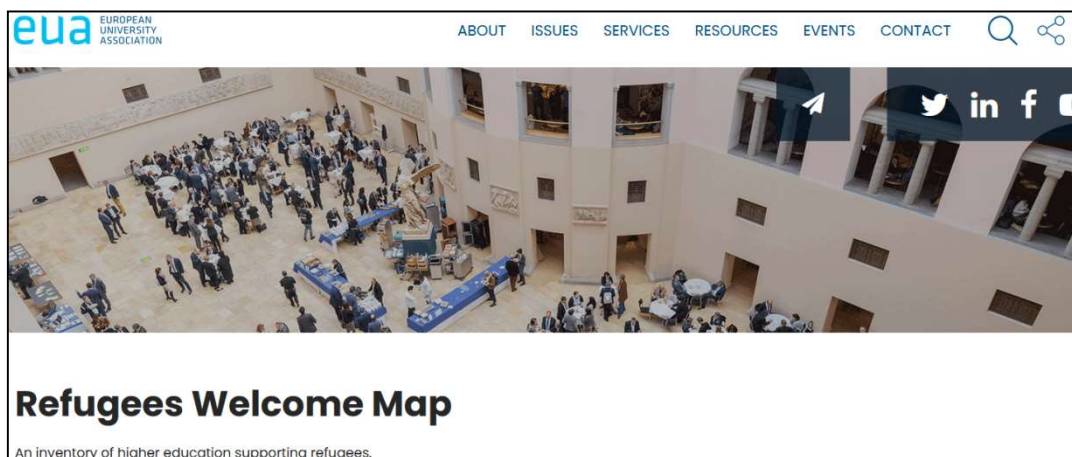 eua EUROPEAN UNIVERSITY ASSOCIATION
ABOUT ISSUES SERVICES RESOURCES EVENTS CONTACT
in f
Refugees Welcome Map
An inventory of higher education supporting refugees.